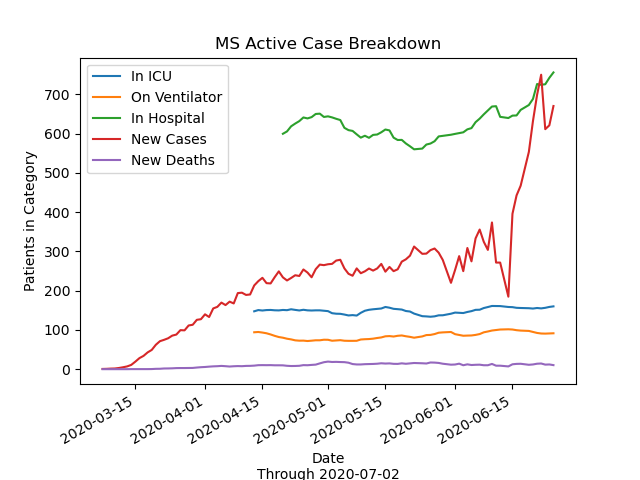 MS Active Case Breakdown
In ICU
On Ventilator
In Hospital
New Cases
New Deaths
Patients in Category
700
600
500
400
300
200
100
0
2020-03-15
2020-04-01
2020-04-15
2020-05-01
2020-05-15
2020-06-01
2020-06-15
Date
Through 2020-07-02